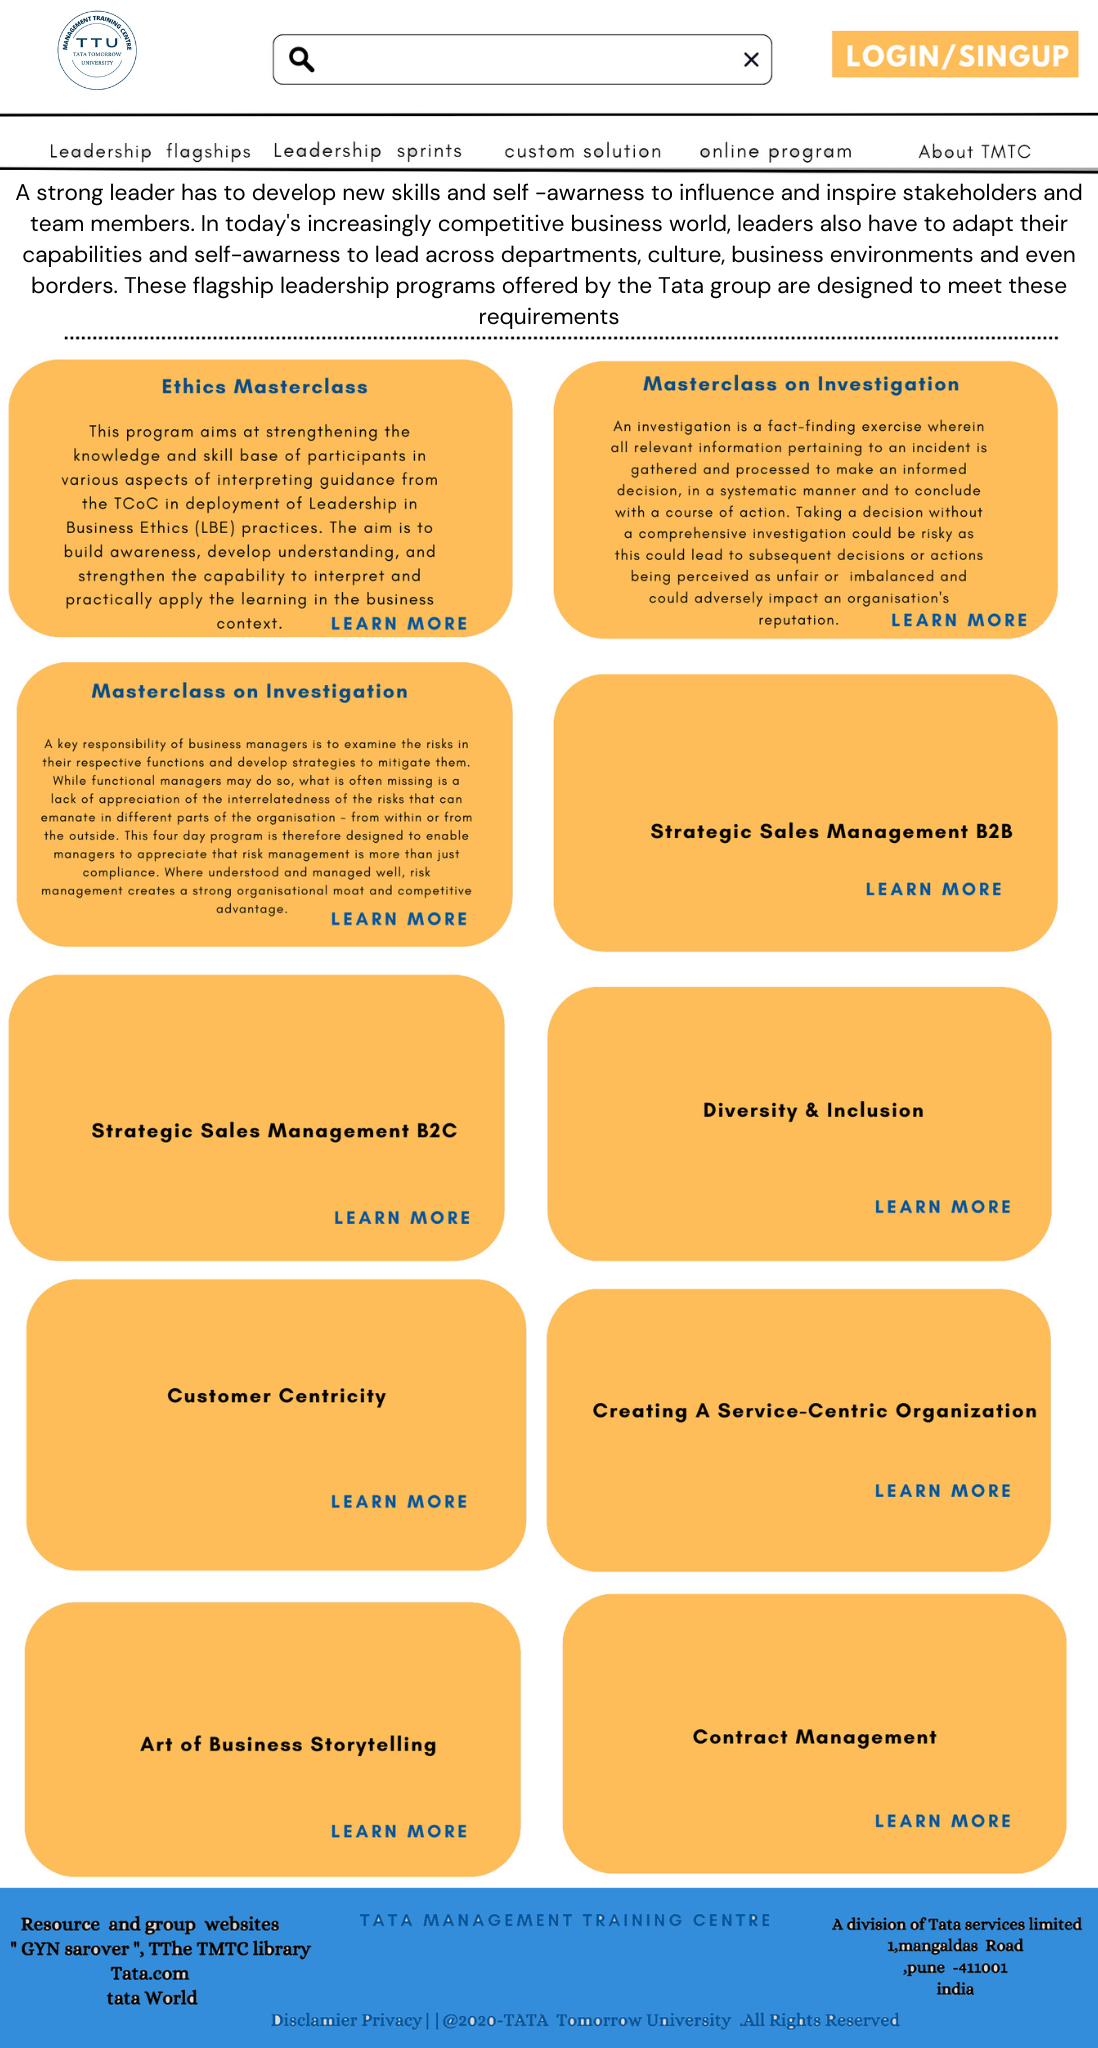 MANAGEMENT TRAINING CENTRE
TTU
TATA TOMORROW
UNIVERSITY
LOGIN/SINGUP
Leadership flagships
Leadership sprints
custom solution
online program
About TMTC
A strong leader has to develop new skills and self -awarness to influence and inspire stakeholders and
team members. In today's increasingly competitive business world, leaders also have to adapt their
capabilities and self-awarness to lead across departments, culture, business environments and even
borders. These flagship leadership programs offered by the Tata group are designed to meet these
requirements
Ethics Masterclass
This program aims at strengthening the
knowledge and skill base of participants in
various aspects of interpreting guidance from
the TCoC in deployment of Leadership in
Business Ethics (LBE) practices. The aim is to
build awareness, develop understanding, and
strengthen the capability to interpret and
practically apply the learning in the business
context.
LEARN MORE
Masterclass on Investigation
An investigation is a fact-finding exercise wherein
all relevant information pertaining to an incident is
gathered and processed to make an informed
decision, in a systematic manner and to conclude
with a course of action. Taking a decision without
a comprehensive investigation could be risky as
this could lead to subsequent decisions or actions
being perceived as unfair or imbalanced and
could adversely impact an organisation's
reputation.
LEARN MORE
Masterclass on Investigation
A key responsibility of business managers is to examine the risks in
their respective functions and develop strategies to mitigate them.
While functional managers may do so, what is often missing is a
lack of appreciation of the interrelatedness of the risks that can
emanate in different parts of the organisation - from within or from
the outside. This four day program is therefore designed to enable
managers to appreciate that risk management is more than just
compliance. Where understood and managed well, risk
management creates a strong organisational moat and competitive
advantage.
LEARN MORE
Strategic Sales Management B2B
LEARN MORE
Strategic Sales Management B2C
LEARN MORE
Diversity & Inclusion
LEARN MORE
Customer Centricity
LEARN MORE
Creating A Service-Centric Organization
LEARN MORE
Art of Business Storytelling
LEARN MORE
Contract Management
LEARN MORE
Resource and group websites
" GYN sarover ", TThe TMTC library
Tata.com
tata World
TATA MANAGEMENT TRAINING CENTRE
A division of Tata services limited
1,mangaldas Road
,pune -411001
india
Disclamier Privacy||@2020-TATA Tomorrow University .All Rights Reserved